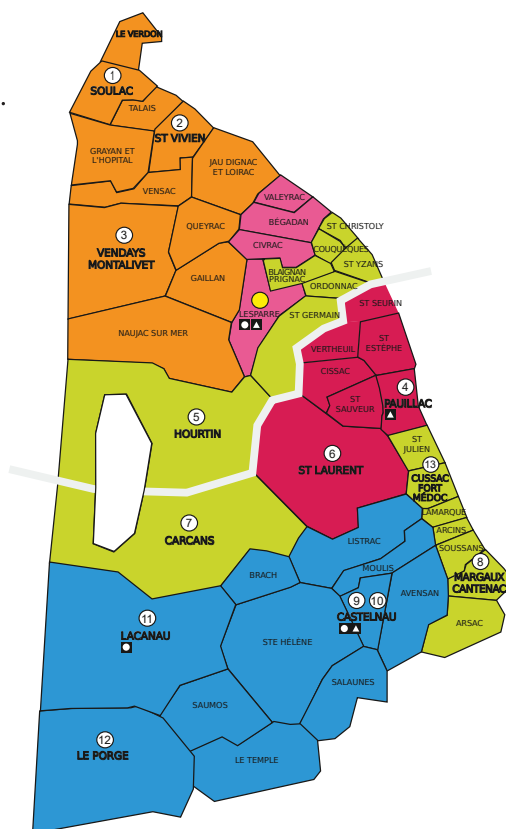 LE VERDON
1
SOULAC
TALAIS
2
ST VIVIEN
GRAYAN ET
L'HOPITAL
JAU DIGNAC
ET LOIRAC
VENSAC
VALEYRAC
QUEYRAC
BÉGADAN
ST CHRISTOLY
3
VENDAYS
MONTALIVET
CIVRAC
COUQUÈQUES
ST YZANS
GAILLAN
BLAIGNAN
PRIGNAC
ORDONNAC
LESPARRE
ST SEURIN
ST GERMAIN
NAUJAC SUR MER
VERTHEUIL
ST
ESTÈPHE
CISSAC
4
PAUILLAC
ST
SAUVEUR
5
HOURTIN
ST
JULIEN
6
ST LAURENT
13
CUSSAC
FORT
MÉDOC
LAMARQUE
7
CARCANS
ARCINS
LISTRAC
SOUSSANS
8
MARGAUX
CANTENAC
MOULIS
BRACH
AVENSAN
9
10
CASTELNAU
11
LACANAU
ARSAC
STE HÉLÈNE
SALAUNES
SAUMOS
12
LE PORGE
LE TEMPLE